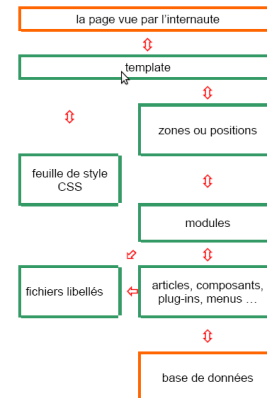 la page vue par l'internaute
template
zones ou positions
feuille de style
CSS
modules
fichiers libellés
articles, composants,
plug-ins, menus ...
base de données